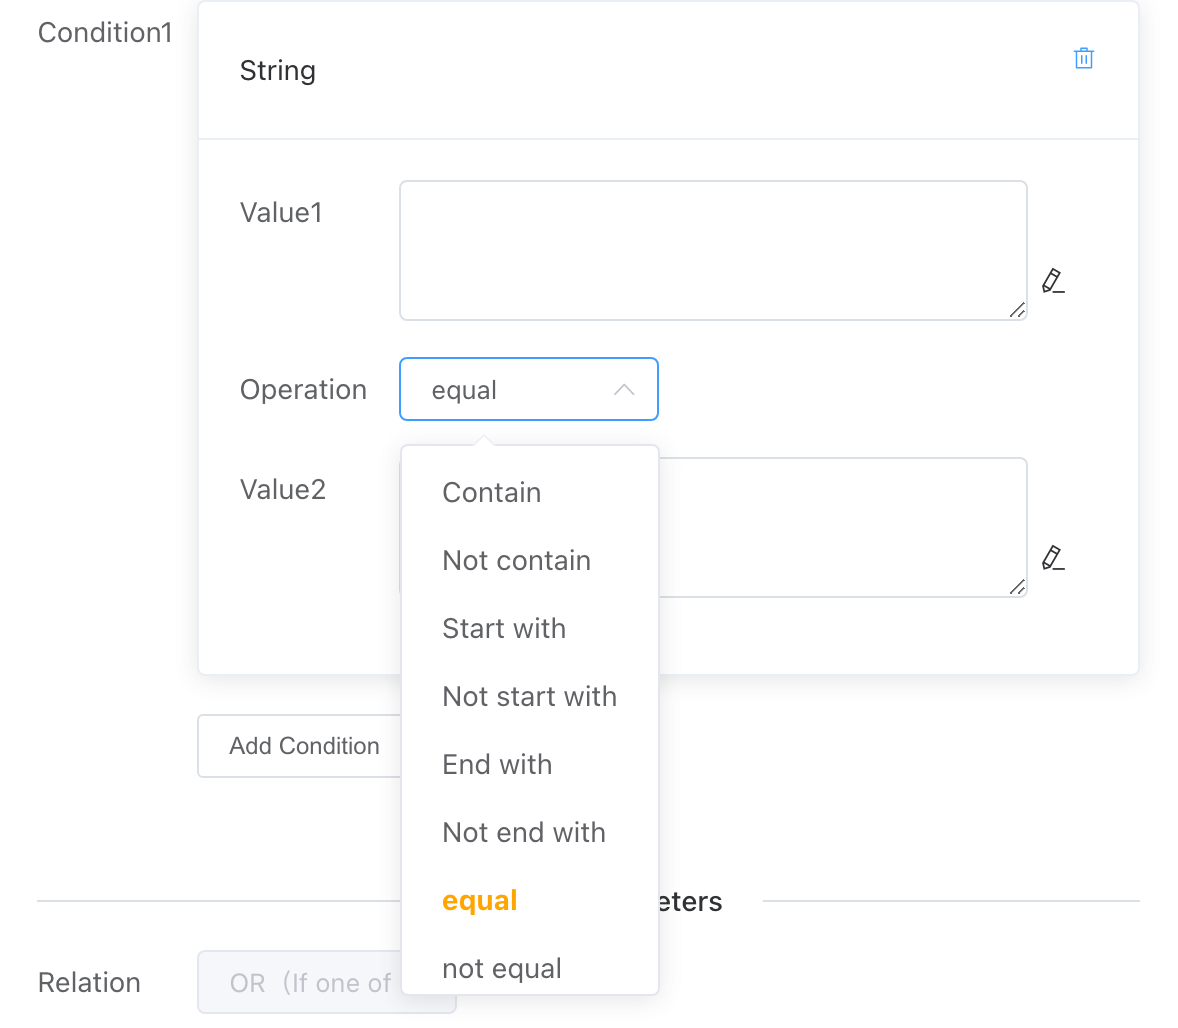 Condition1
String
Value1
Operation
equal
Value2
Contain
Not contain
Start with
Not start with
End with
Not end with
equal
not equal
Add Condition
eters
Relation
OR (If one of